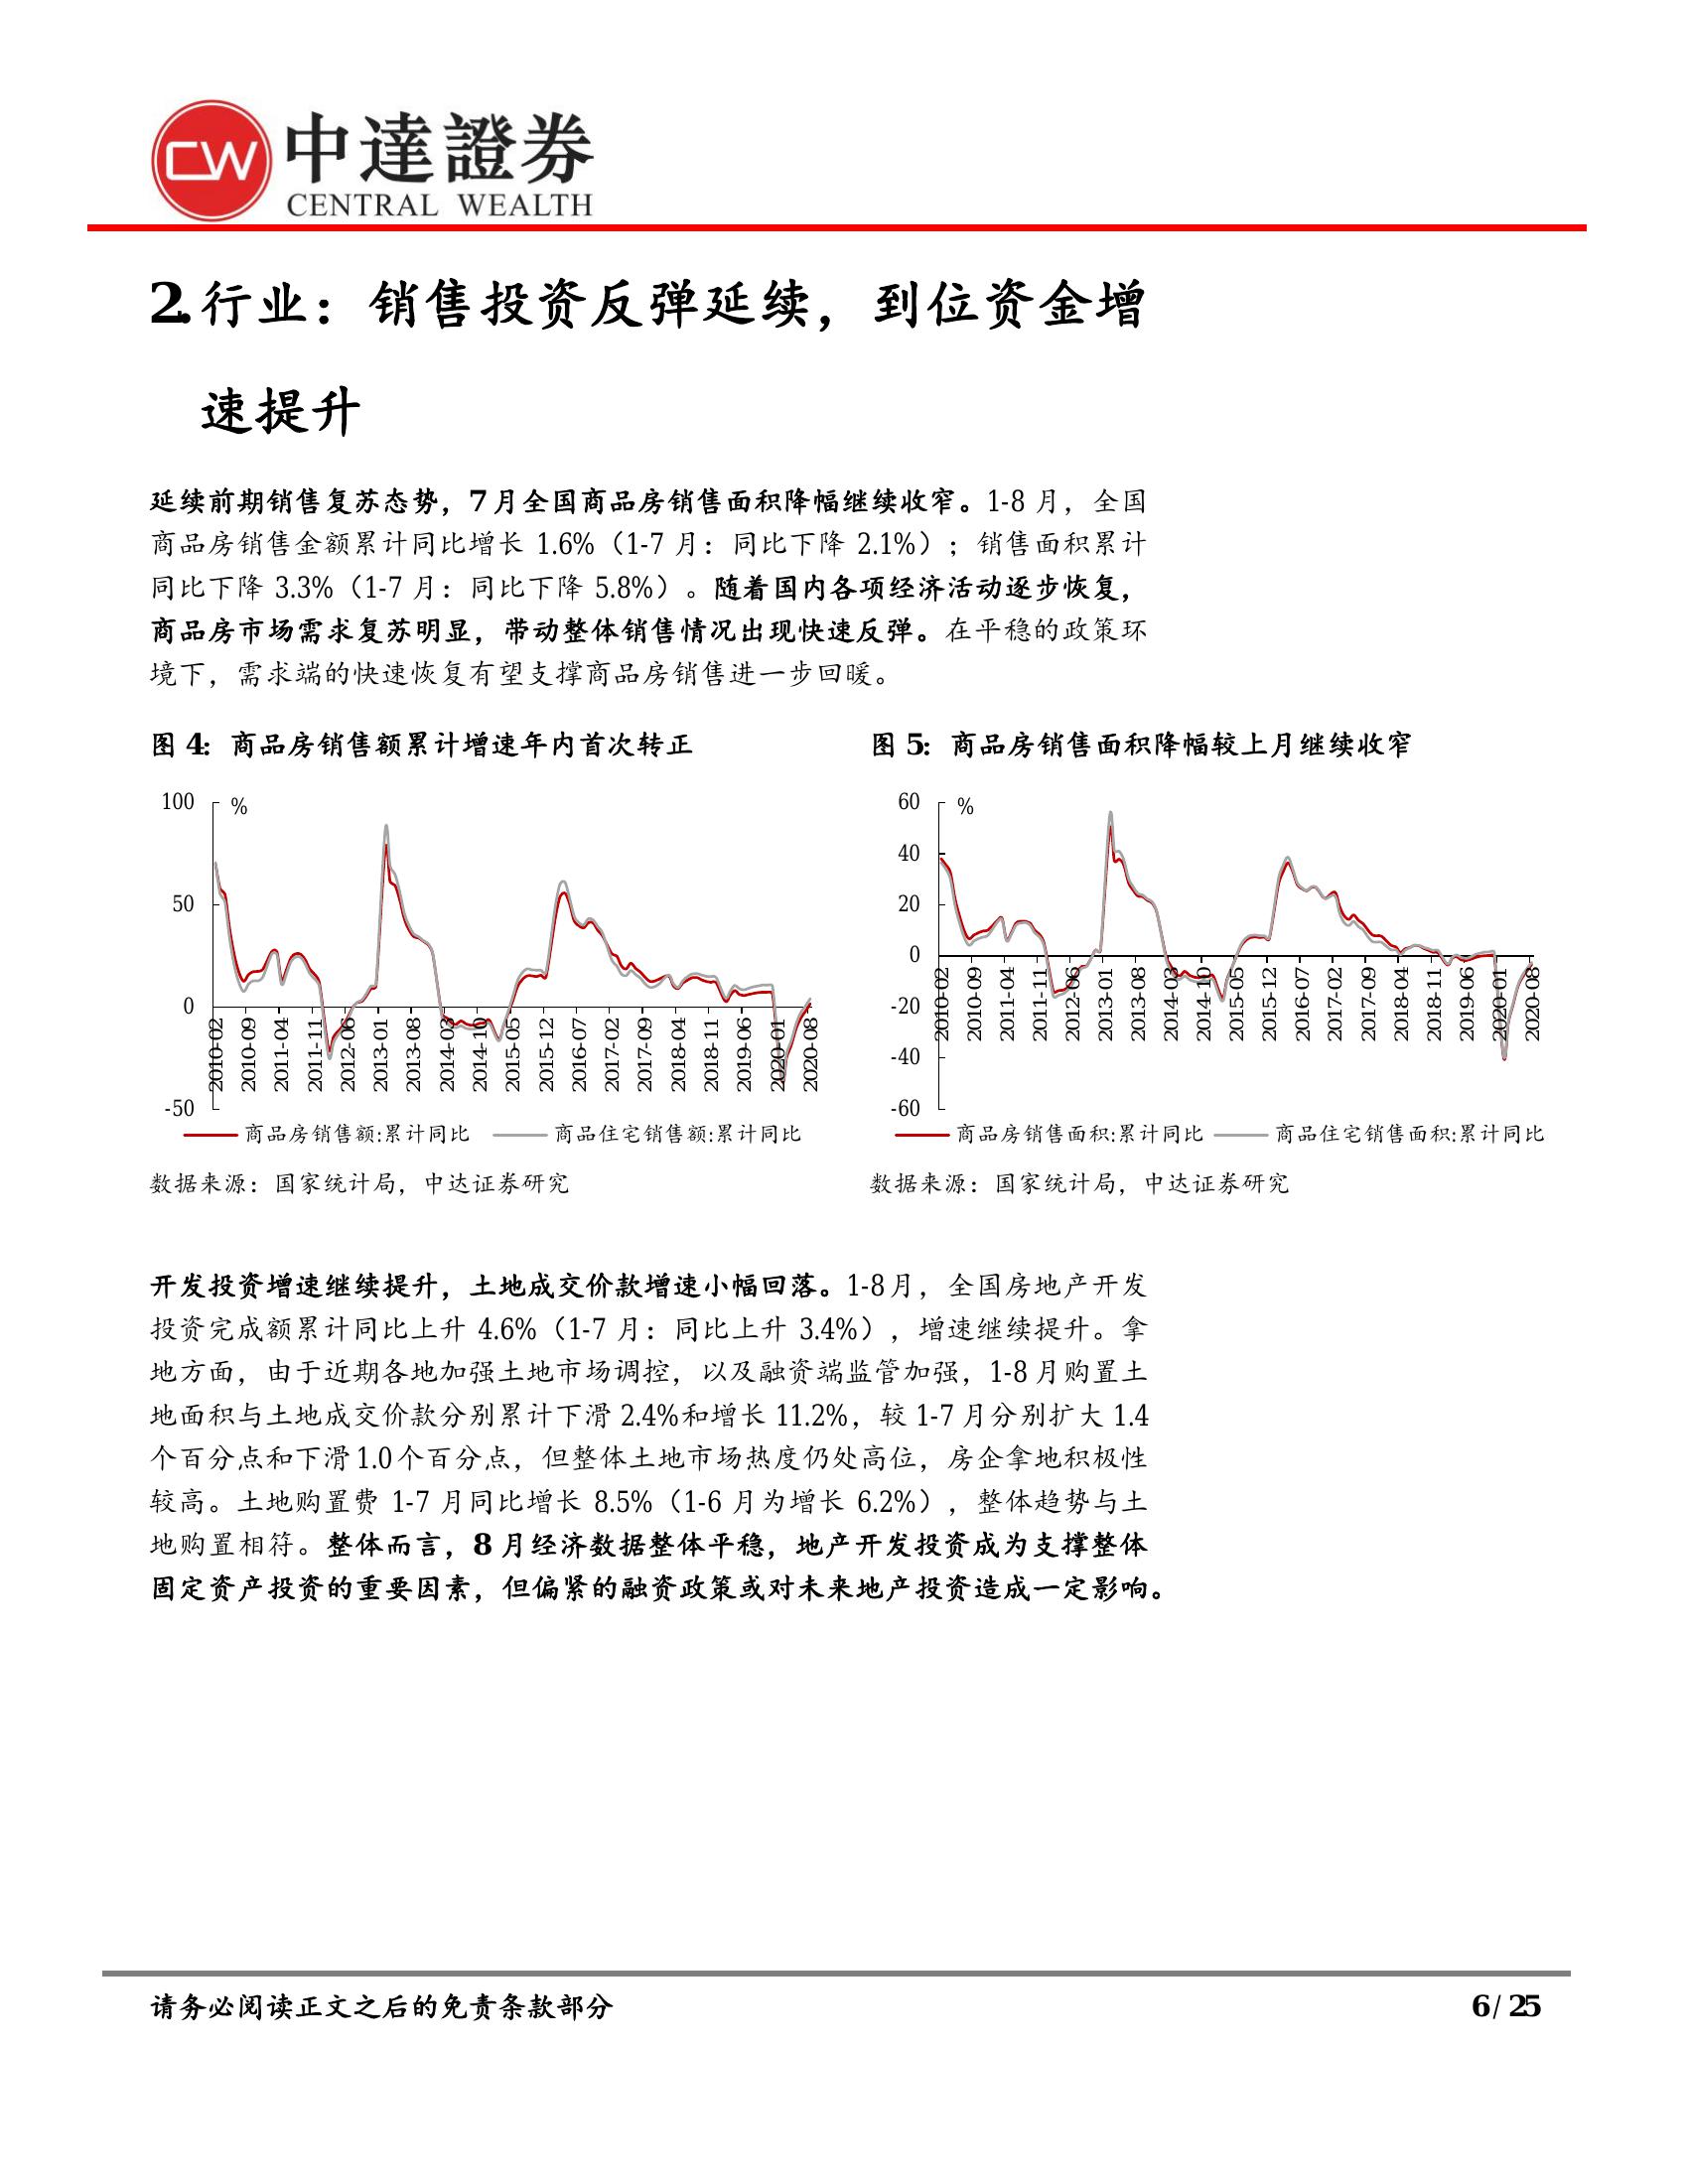 CW 中達證券
CENTRAL WEALTH
2.行业：销售投资反弹延续，到位资金增
速提升
延续前期销售复苏态势，7月全国商品房销售面积降幅继续收窄。1-8 月，全国
商品房销售金额累计同比增长 1.6%（1-7 月：同比下降 2.1%）；销售面积累计
同比下降 3.3%（1-7 月：同比下降 5.8%）。随着国内各项经济活动逐步恢复，
商品房市场需求复苏明显，带动整体销售情况出现快速反弹。在平稳的政策环
境下，需求端的快速恢复有望支撑商品房销售进一步回暖。
图 4：商品房销售额累计增速年内首次转正
100
50
0
-50
%
2010-02
2010-09
2011-04
2011-11
2012-06
2013-01
2013-08
2014-03
2014-10
2015-05
2015-12
2016-07
2017-02
2017-09
2018-04
2018-11
2019-06
2020-01
2020-08
商品房销售额:累计同比
商品住宅销售额:累计同比
数据来源：国家统计局，中达证券研究
图 5：商品房销售面积降幅较上月继续收窄
60
40
20
0
-20
-40
-60
%
2010-02
2010-09
2011-04
2011-11
2012-06
2013-01
2013-08
2014-03
2014-10
2015-05
2015-12
2016-07
2017-02
2017-09
2018-04
2018-11
2019-06
2020-01
2020-08
商品房销售面积:累计同比
商品住宅销售面积:累计同比
数据来源：国家统计局，中达证券研究
开发投资增速继续提升，土地成交价款增速小幅回落。1-8月，全国房地产开发
投资完成额累计同比上升 4.6%（1-7 月：同比上升 3.4%），增速继续提升。拿
地方面，由于近期各地加强土地市场调控，以及融资端监管加强，1-8 月购置土
地面积与土地成交价款分别累计下滑 2.4%和增长 11.2%，较 1-7 月分别扩大 1.4
个百分点和下滑1.0个百分点，但整体土地市场热度仍处高位，房企拿地积极性
较高。土地购置费 1-7 月同比增长 8.5%（1-6 月为增长 6.2%），整体趋势与土
地购置相符。整体而言，8 月经济数据整体平稳，地产开发投资成为支撑整体
固定资产投资的重要因素，但偏紧的融资政策或对未来地产投资造成一定影响。
请务必阅读正文之后的免责条款部分
6 / 25